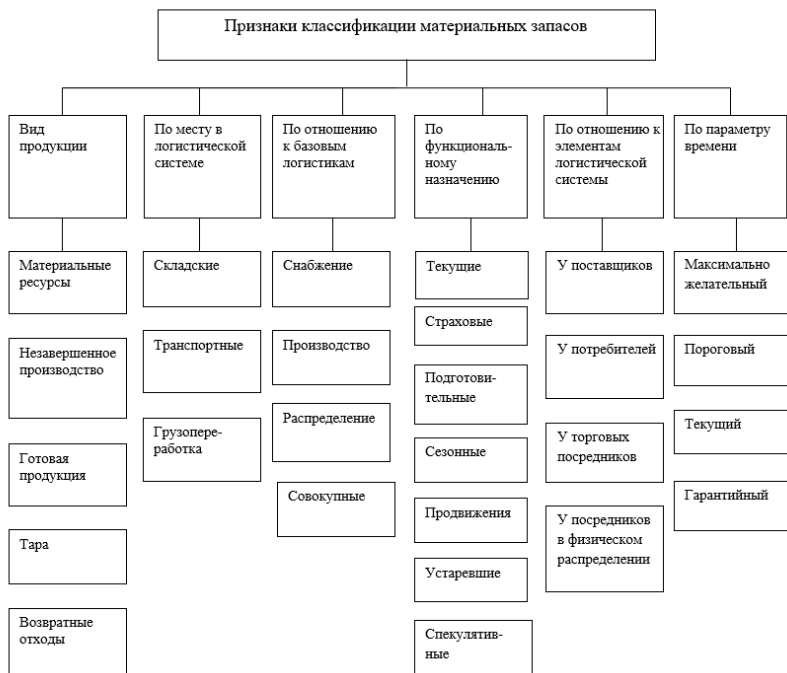 Признаки классификации материальных запасов
Вид
продукции
По месту в
логистической
системе
По отношению
к базовым
логистикам
По
функциональ-
ному
назначению
По отношению к
элементам
логистической
системы
По параметру
времени
Материальные
ресурсы
Незавершенное
производство
Готовая
продукция
Тара
Возвратные
отходы
Складские
Транспортные
Грузопере-
работка
Снабжение
Производство
Распределение
Совокупные
Текущие
Страховые
Подготови-
тельные
Сезонные
Продвижения
Устаревшие
Спекулятив-
ные
У поставщиков
У потребителей
У торговых
посредников
У посредников
в физическом
распределении
Максимально
желательный
Пороговый
Текущий
Гарантийный